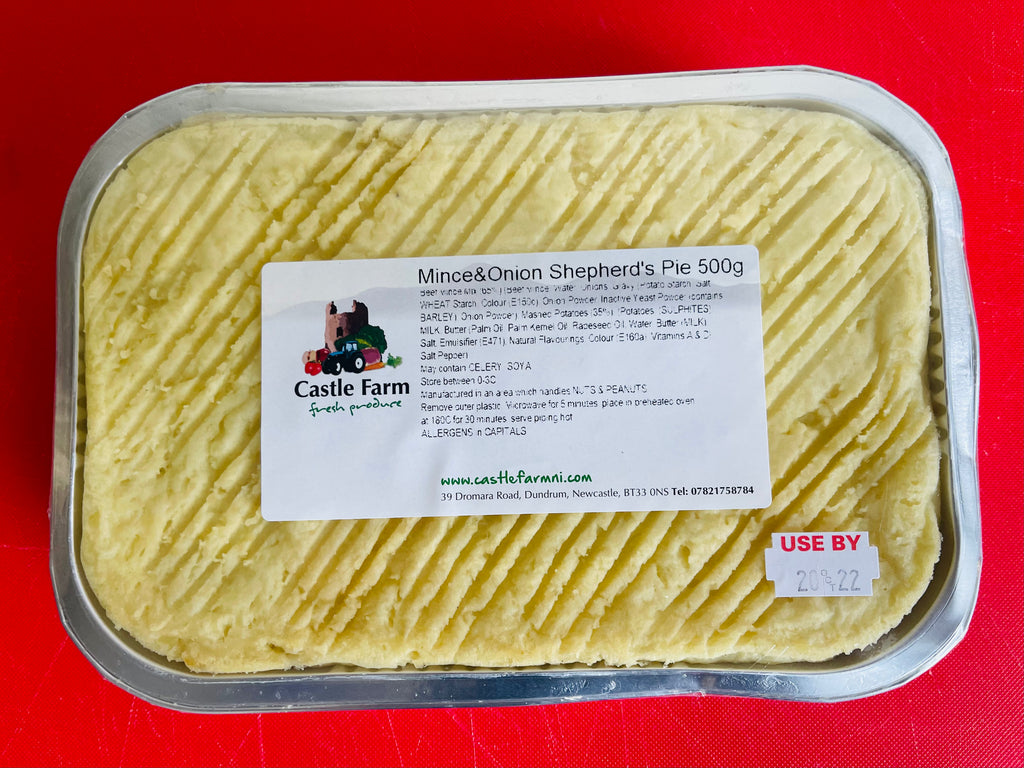 Mince&Onion Shepherd's Pie 500g
Beef Mince Mix (65%) (Beef Mince, Water, Onions, Gravy (Potato Starch, Salt,
WHEAT Starch, Colour (E150c), Onion Powder, Inactive Yeast Powder (contains
BARLEY), Onion Powder), Mashed Potatoes (35%), (Potatoes, (SULPHITES)
MILK, Butter (Palm Oil, Palm Kernel Oil, Rapeseed Oil, Water, Butter (MILK)
Salt, Emulsifier (E471), Natural Flavourings, Colour (E160a), Vitamins A & D)
Salt Pepper)
May contain CELERY, SOYA
Store between 0-3C
Manufactured in an area which handles NUTS & PEANUTS
Remove outer plastic. Microwave for 5 minutes, place in preheated oven
at 180C for 30 minutes, serve piping hot
ALLERGENS in CAPITALS
Castle Farm
fresh produce
www.castlefarmni.com
39 Dromara Road, Dundrum, Newcastle, BT33 0NS Tel: 07821758784
USE BY
20 OCT 22